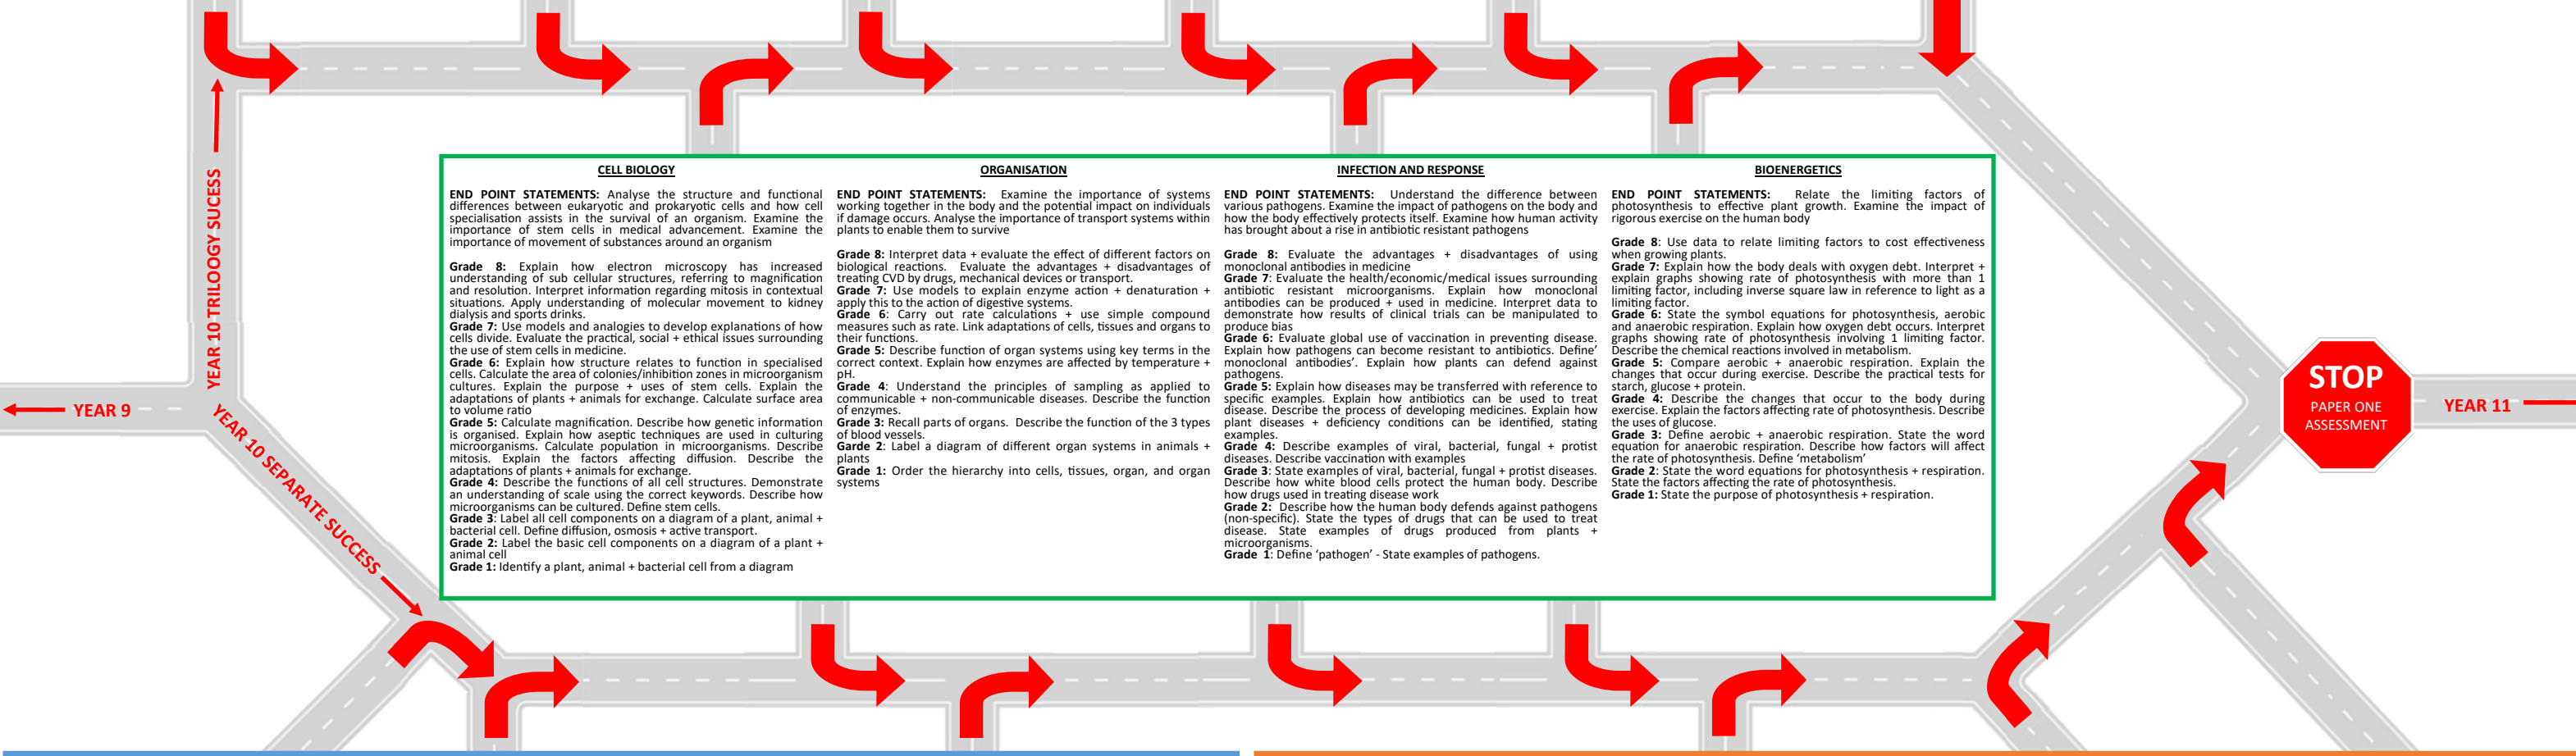 YEAR 10 TRILOOGY SUCCESS
YEAR 9
YEAR 10 SEPARATE SUCCESS
CELL BIOLOGY
END POINT STATEMENTS: Analyse the structure and functional
differences between eukaryotic and prokaryotic cells and how cell
specialisation assists in the survival of an organism. Examine the
importance of stem cells in medical advancement. Examine the
importance of movement of substances around an organism
Grade 8: Explain how electron microscopy has increased
understanding of sub cellular structures, referring to magnification
and resolution. Interpret information regarding mitosis in contextual
situations. Apply understanding of molecular movement to kidney
dialysis and sports drinks.
Grade 7: Use models and analogies to develop explanations of how
cells divide. Evaluate the practical, social + ethical issues surrounding
the use of stem cells in medicine.
Grade 6: Explain how structure relates to function in specialised
cells. Calculate the area of colonies/inhibition zones in microorganism
cultures. Explain the purpose + uses of stem cells. Explain the
adaptations of plants + animals for exchange. Calculate surface area
to volume ratio
Grade 5: Calculate magnification. Describe how genetic information
is organised. Explain how aseptic techniques are used in culturing
microorganisms. Calculate population in microorganisms. Describe
mitosis. Explain the factors affecting diffusion. Describe the
adaptations of plants + animals for exchange.
Grade 4: Describe the functions of all cell structures. Demonstrate
an understanding of scale using the correct keywords. Describe how
microorganisms can be cultured. Define stem cells.
Grade 3: Label all cell components on a diagram of a plant, animal +
bacterial cell. Define diffusion, osmosis + active transport.
Grade 2: Label the basic cell components on a diagram of a plant +
animal cell
Grade 1: Identify a plant, animal + bacterial cell from a diagram
ORGANISATION
END POINT STATEMENTS: Examine the importance of systems
working together in the body and the potential impact on individuals
if damage occurs. Analyse the importance of transport systems within
plants to enable them to survive
Grade 8: Interpret data + evaluate the effect of different factors on
biological reactions. Evaluate the advantages + disadvantages of
treating CVD by drugs, mechanical devices or transport.
Grade 7: Use models to explain enzyme action + denaturation +
apply this to the action of digestive systems.
Grade 6: Carry out rate calculations + use simple compound
measures such as rate. Link adaptations of cells, tissues and organs to
their functions.
Grade 5: Describe function of organ systems using key terms in the
correct context. Explain how enzymes are affected by temperature +
pH.
Grade 4: Understand the principles of sampling as applied to
communicable + non-communicable diseases. Describe the function
of enzymes.
Grade 3: Recall parts of organs. Describe the function of the 3 types
of blood vessels.
Grade 2: Label a diagram of different organ systems in animals +
plants
Grade 1: Order the hierarchy into cells, tissues, organ, and organ
systems
INFECTION AND RESPONSE
END POINT STATEMENTS: Understand the difference between
various pathogens. Examine the impact of pathogens on the body and
how the body effectively protects itself. Examine how human activity
has brought about a rise in antibiotic resistant pathogens
Grade 8: Evaluate the advantages + disadvantages of using
monoclonal antibodies in medicine
Grade 7: Evaluate the health/economic/medical issues surrounding
antibiotic resistant microorganisms. Explain how monoclonal
antibodies can be produced + used in medicine. Interpret data to
demonstrate how results of clinical trials can be manipulated to
produce bias
Grade 6: Evaluate global use of vaccination in preventing disease.
Explain how pathogens can become resistant to antibiotics. Define'
monoclonal antibodies'. Explain how plants can defend against
pathogens.
Grade 5: Explain how diseases may be transferred with reference to
specific examples. Explain how antibiotics can be used to treat
disease. Describe the process of developing medicines. Explain how
plant diseases + deficiency conditions can be identified, stating
examples.
Grade 4: Describe examples of viral, bacterial, fungal + protist
diseases. Describe vaccination with examples
Grade 3: State examples of viral, bacterial, fungal + protist diseases.
Describe how white blood cells protect the human body. Describe
how drugs used in treating disease work
Grade 2: Describe how the human body defends against pathogens
(non-specific). State the types of drugs that can be used to treat
disease. State examples of drugs produced from plants +
microorganisms.
Grade 1: Define 'pathogen' - State examples of pathogens.
BIOENERGETICS
END POINT STATEMENTS: Relate the limiting factors of
photosynthesis to effective plant growth. Examine the impact of
rigorous exercise on the human body
Grade 8: Use data to relate limiting factors to cost effectiveness
when growing plants.
Grade 7: Explain how the body deals with oxygen debt. Interpret +
explain graphs showing rate of photosynthesis with more than 1
limiting factor, including inverse square law in reference to light as a
limiting factor.
Grade 6: State the symbol equations for photosynthesis, aerobic
and anaerobic respiration. Explain how oxygen debt occurs. Interpret
graphs showing rate of photosynthesis involving 1 limiting factor.
Describe the chemical reactions involved in metabolism.
Grade 5: Compare aerobic + anaerobic respiration. Explain the
changes that occur during exercise. Describe the practical tests for
starch, glucose + protein.
Grade 4: Describe the changes that occur to the body during
exercise. Explain the factors affecting rate of photosynthesis. Describe
the uses of glucose.
Grade 3: Define aerobic + anaerobic respiration. State the word
equation for anaerobic respiration. Describe how factors will affect
the rate of photosynthesis. Define 'metabolism'
Grade 2: State the word equations for photosynthesis + respiration.
State the factors affecting the rate of photosynthesis.
Grade 1: State the purpose of photosynthesis + respiration.
STOP
PAPER ONE
ASSESSMENT
YEAR 11